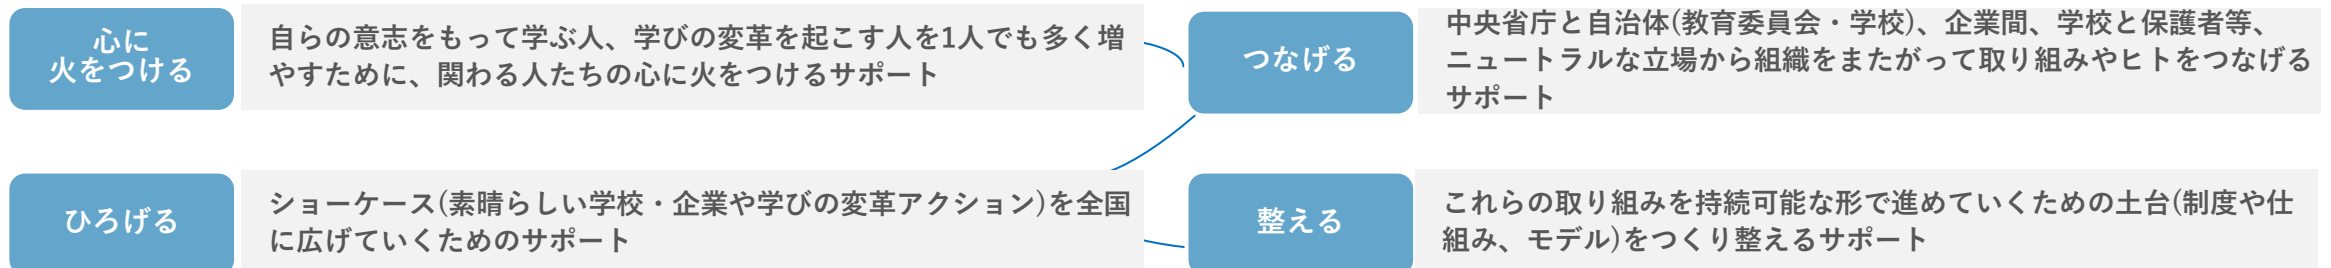 心に
火をつける
自らの意志をもって学ぶ人、学びの変革を起こす人を1人でも多く増
やすために、関わる人たちの心に火をつけるサポート
つなげる
中央省庁と自治体(教育委員会・学校)、企業間、学校と保護者等、
ニュートラルな立場から組織をまたがって取り組みやヒトをつなげる
サポート
ひろげる
ショーケース(素晴らしい学校・企業や学びの変革アクション)を全国
に広げていくためのサポート
整える
これらの取り組みを持続可能な形で進めていくための土台(制度や仕
組み、モデル)をつくり整えるサポート